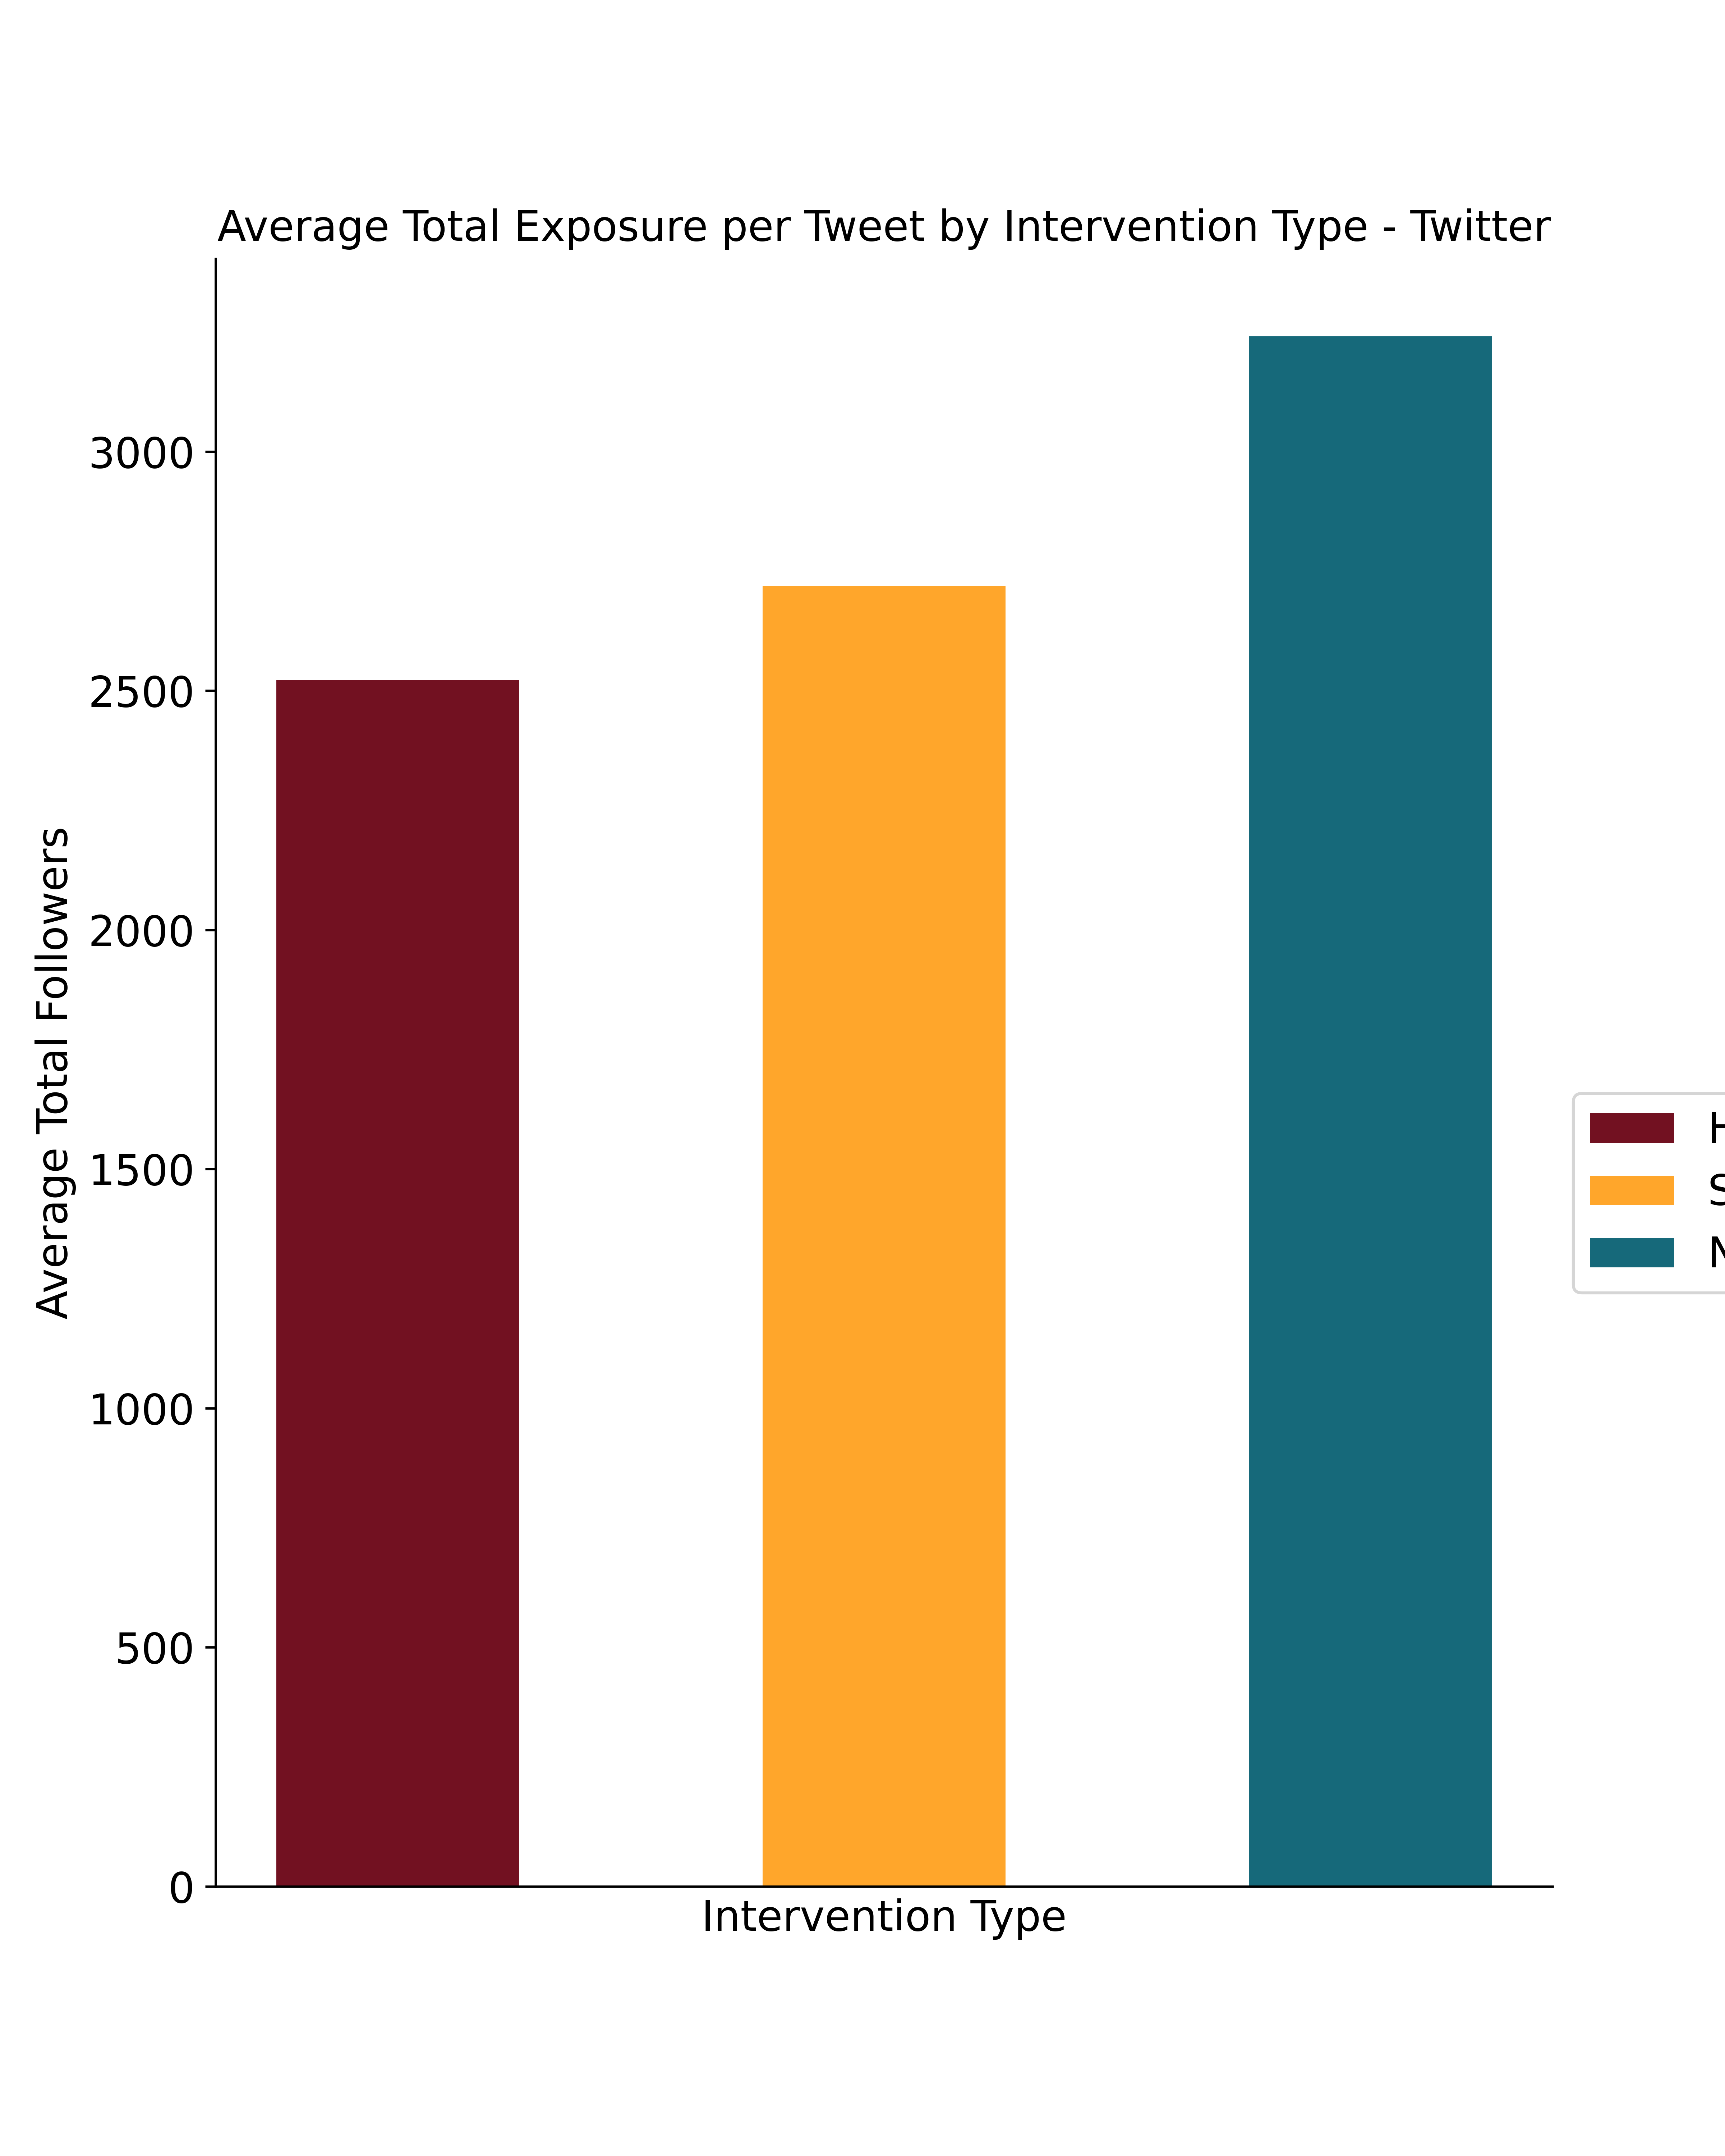 Average Total Exposure per Tweet by Intervention Type - Twitter
3000
2500
2000
1500
1000
500
0
Average Total Followers
Intervention Type